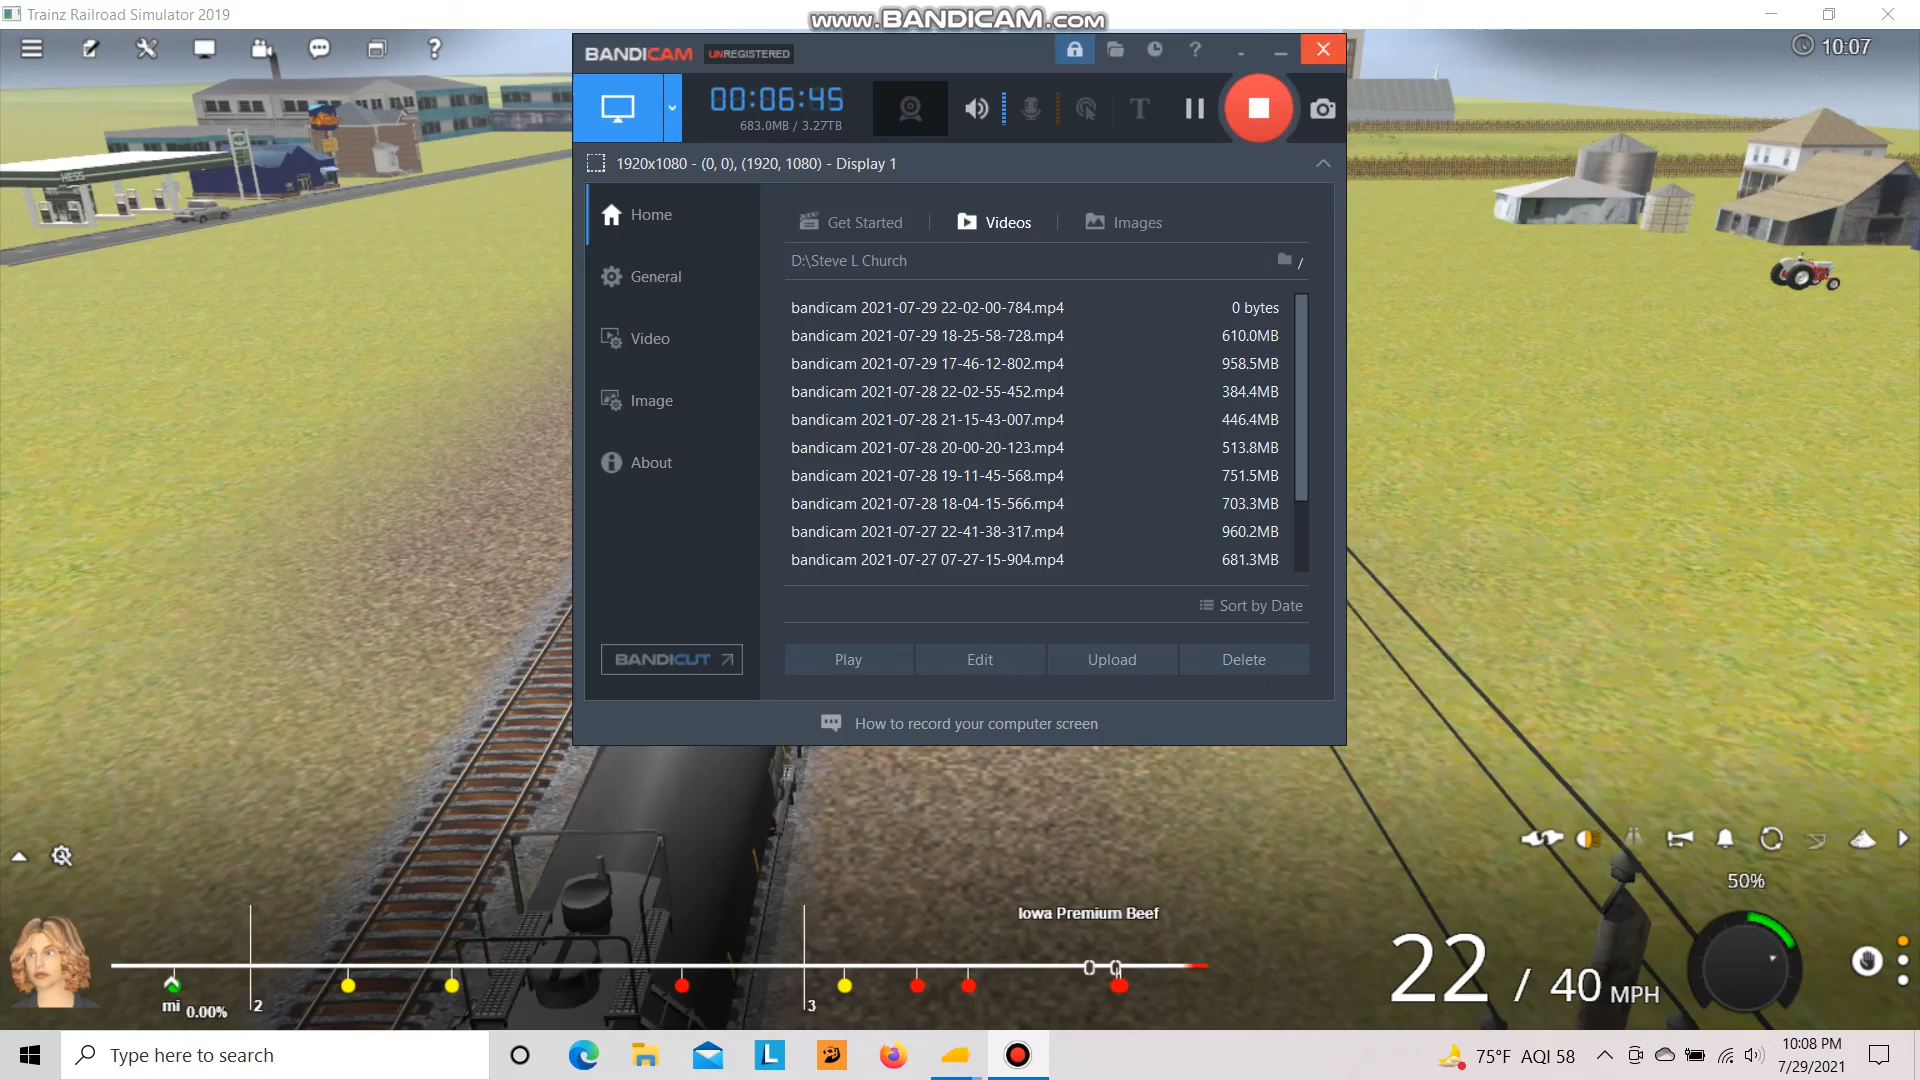 Trainz Railroad Simulator 2019
www.BANDICAM.com
10:07
BANDICAM UNREGISTERED
00:06:45
683.0MB / 3.27TB
1920x1080 - (0, 0), (1920, 1080) - Display 1
Home
General
Video
Image
About
BANDICUT
Get Started
Videos
Images
D:\Steve L Church
bandicam 2021-07-29 22-02-00-784.mp4 0 bytes
bandicam 2021-07-29 18-25-58-728.mp4 610.0MB
bandicam 2021-07-29 17-46-12-802.mp4 958.5MB
bandicam 2021-07-28 22-02-55-452.mp4 384.4MB
bandicam 2021-07-28 21-15-43-007.mp4 446.4MB
bandicam 2021-07-28 20-00-20-123.mp4 513.8MB
bandicam 2021-07-28 19-11-45-568.mp4 751.5MB
bandicam 2021-07-28 18-04-15-566.mp4 703.3MB
bandicam 2021-07-27 22-41-38-317.mp4 960.2MB
bandicam 2021-07-27 07-27-15-904.mp4 681.3MB
Sort by Date
Play
Edit
Upload
Delete
How to record your computer screen
HESS
50%
Iowa Premium Beef
22 / 40 MPH
mi 0.00%
2
3
Type here to search
75°F AQI 58
10:08 PM
7/29/2021